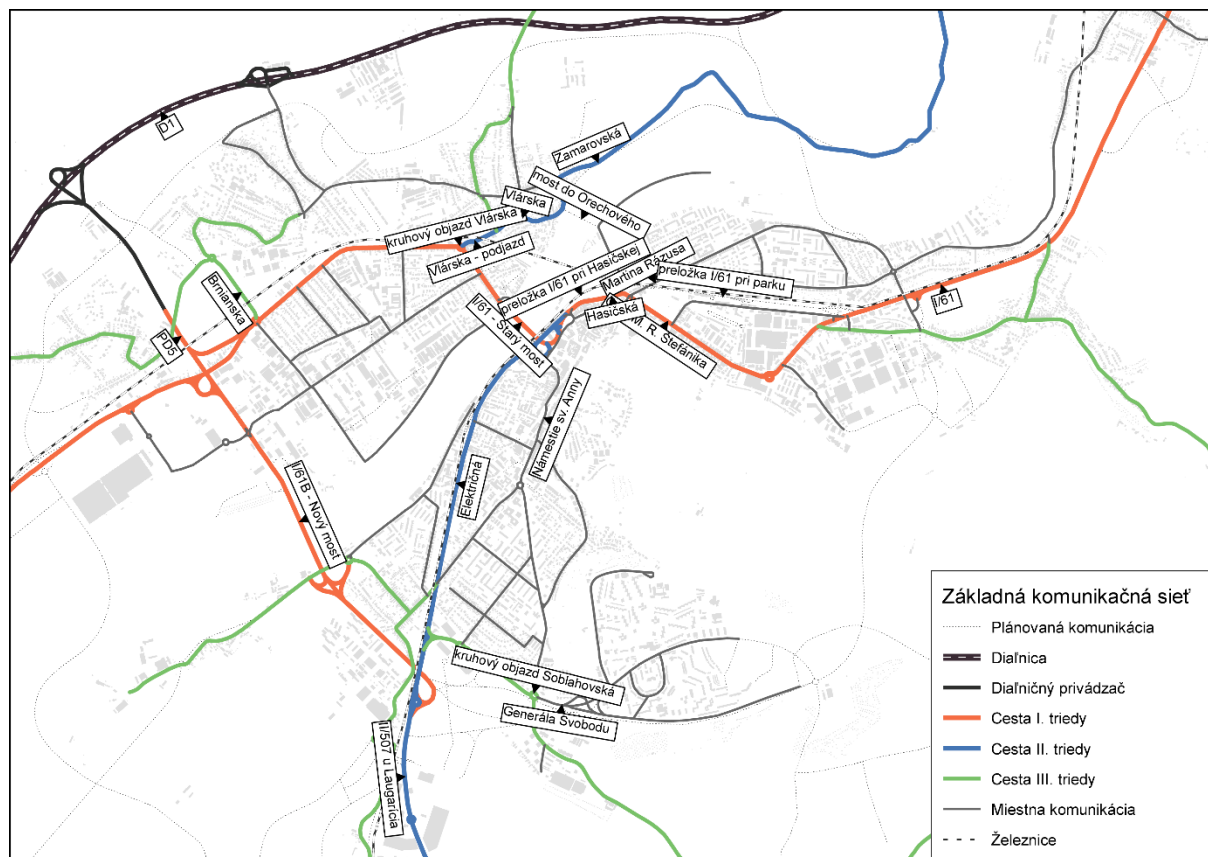 D1
Zamarovská
most do Orechového
Vlárska
kruhový objazd Vlárska
Vlárska - podjazd
preložka I/61 pri Hasičskej
Martina Rázusa
preložka I/61 pri parku
Hasičská
I/61
Brnianska
PD5
I/61 - Starý most
M. R. Štefánika
Námestie sv. Anny
Električná
I/61B - Nový most
kruhový objazd Soblahovská
Generála Svobodu
II/507 u Laugarícia
Základná komunikačná sieť
Plánovaná komunikácia
Diaľnica
Diaľničný privádzač
Cesta I. triedy
Cesta II. triedy
Cesta III. triedy
Miestna komunikácia
Železnice